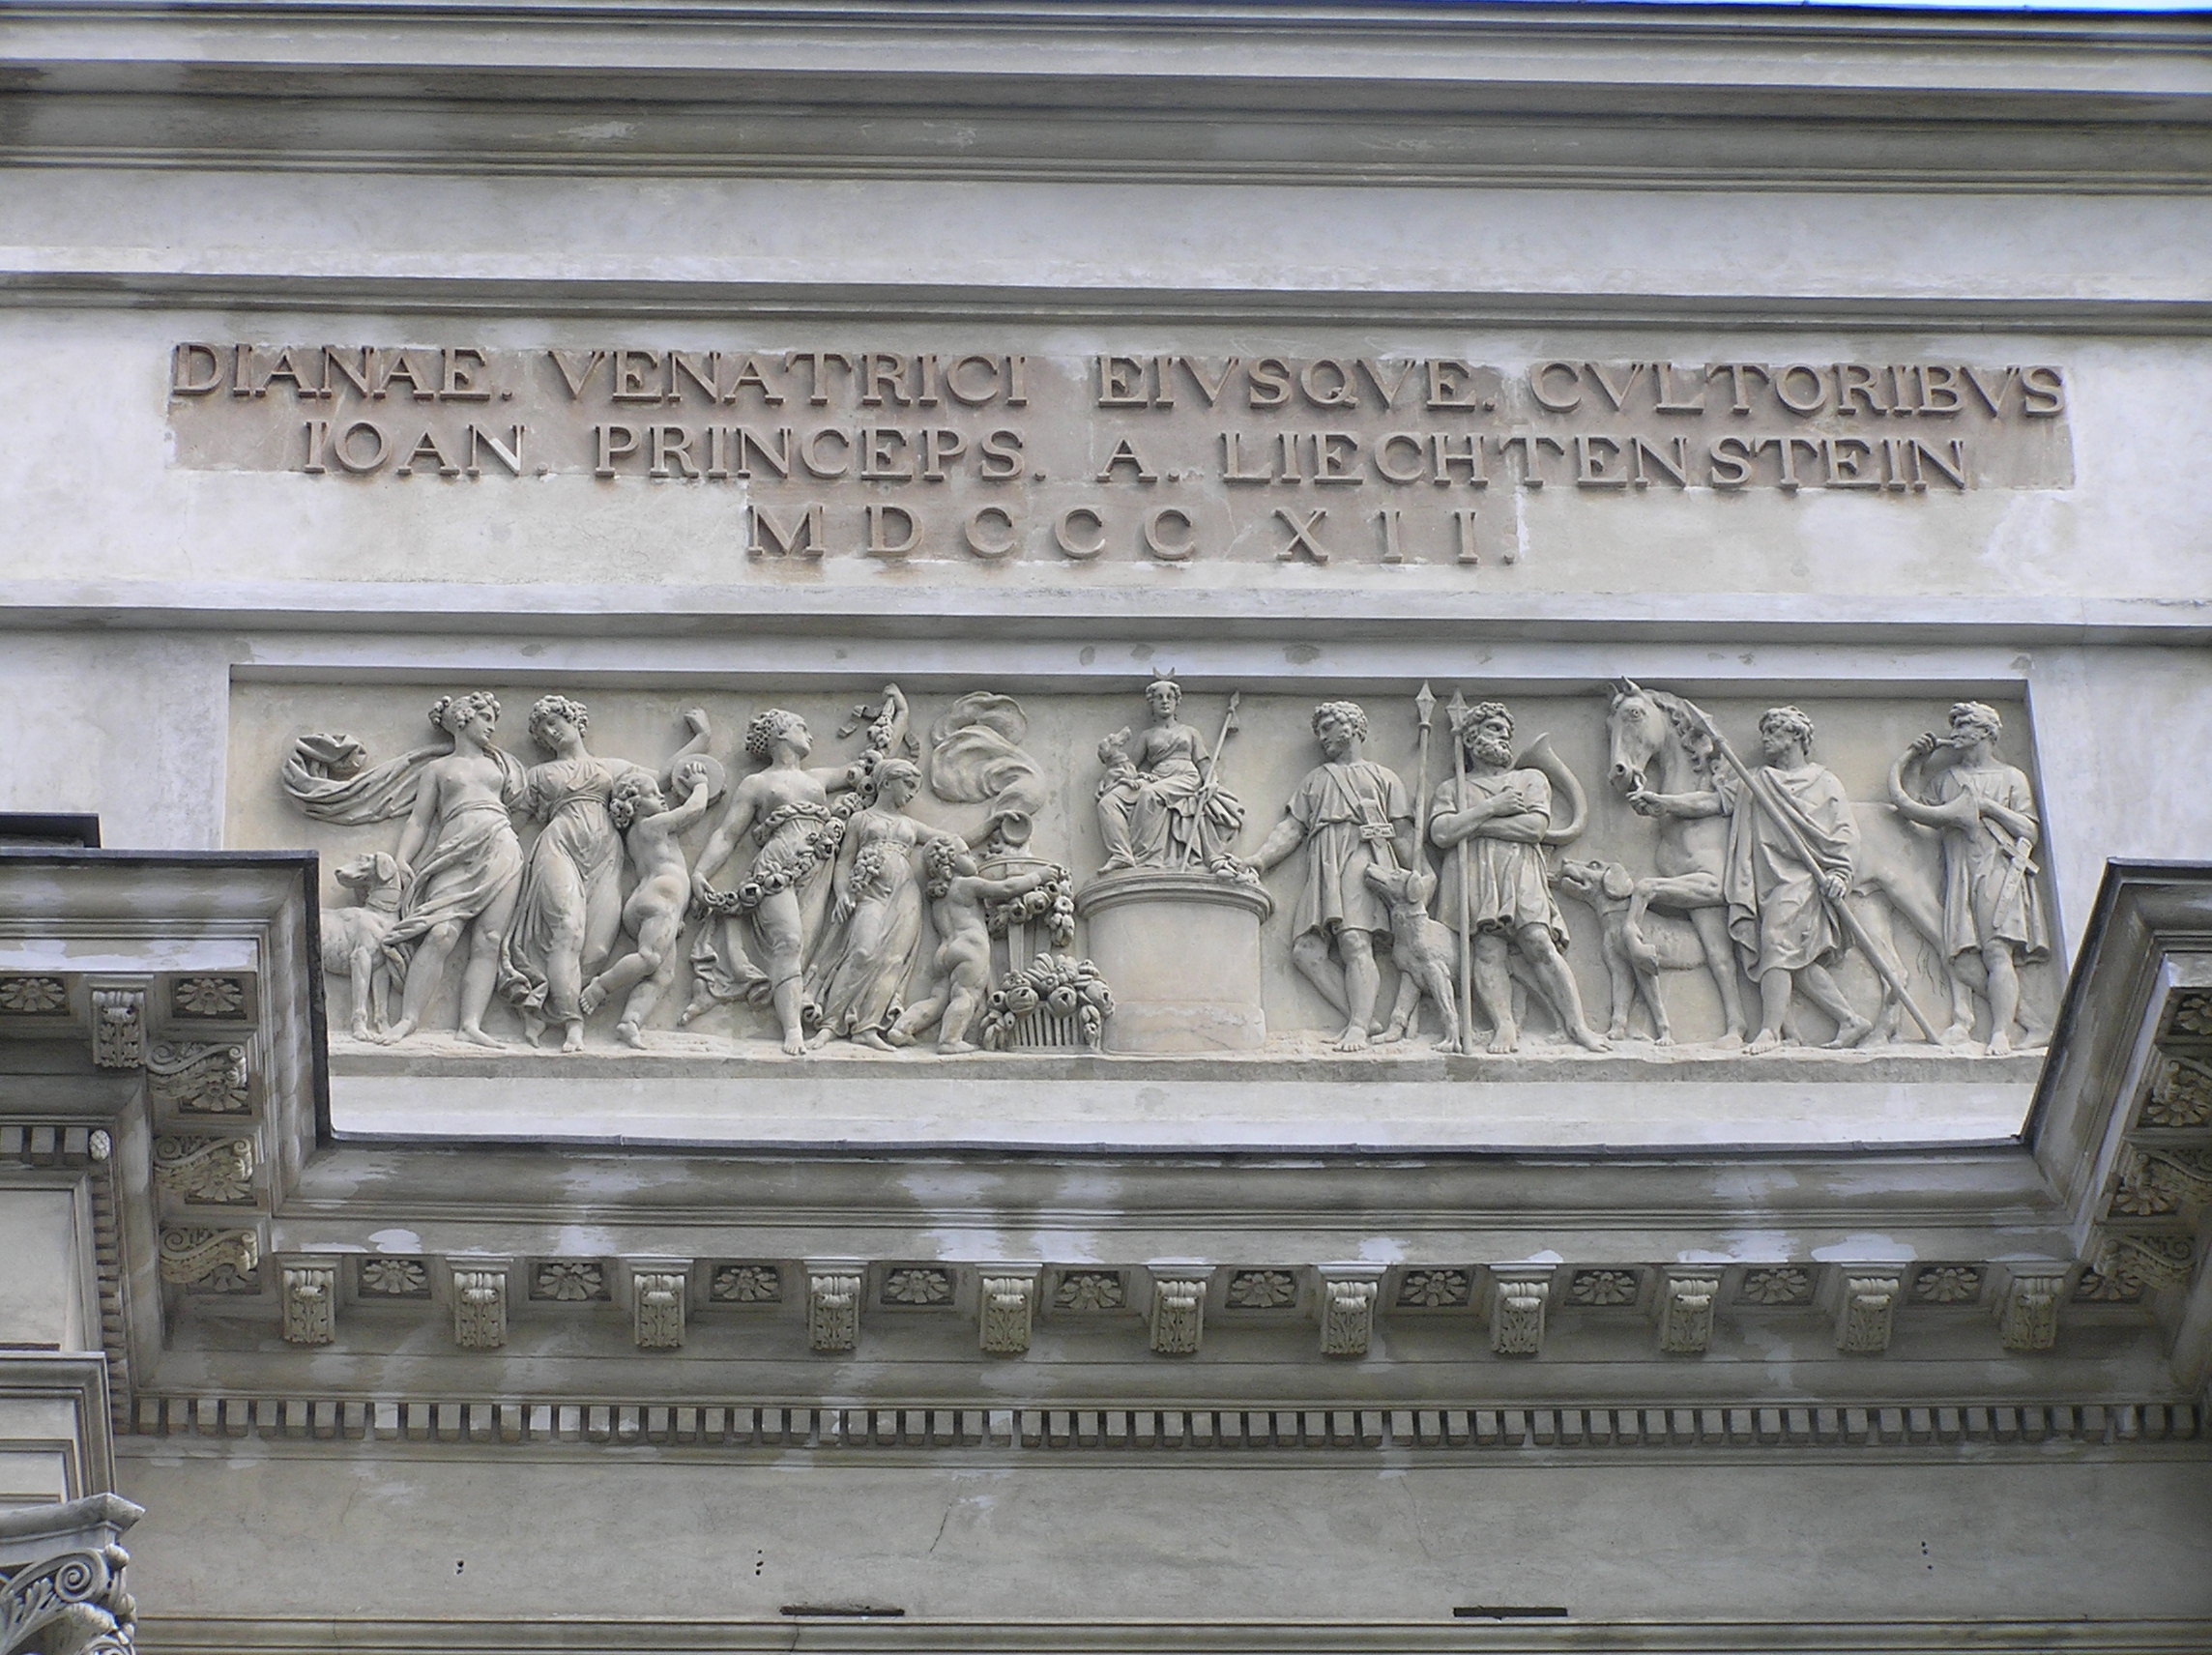 DIANAE. VENATRICI EIVSQVE. CVLTORIBVS
IOAN. PRINCEPS. A. LIECHTENSTEIN
MDCCCXII.